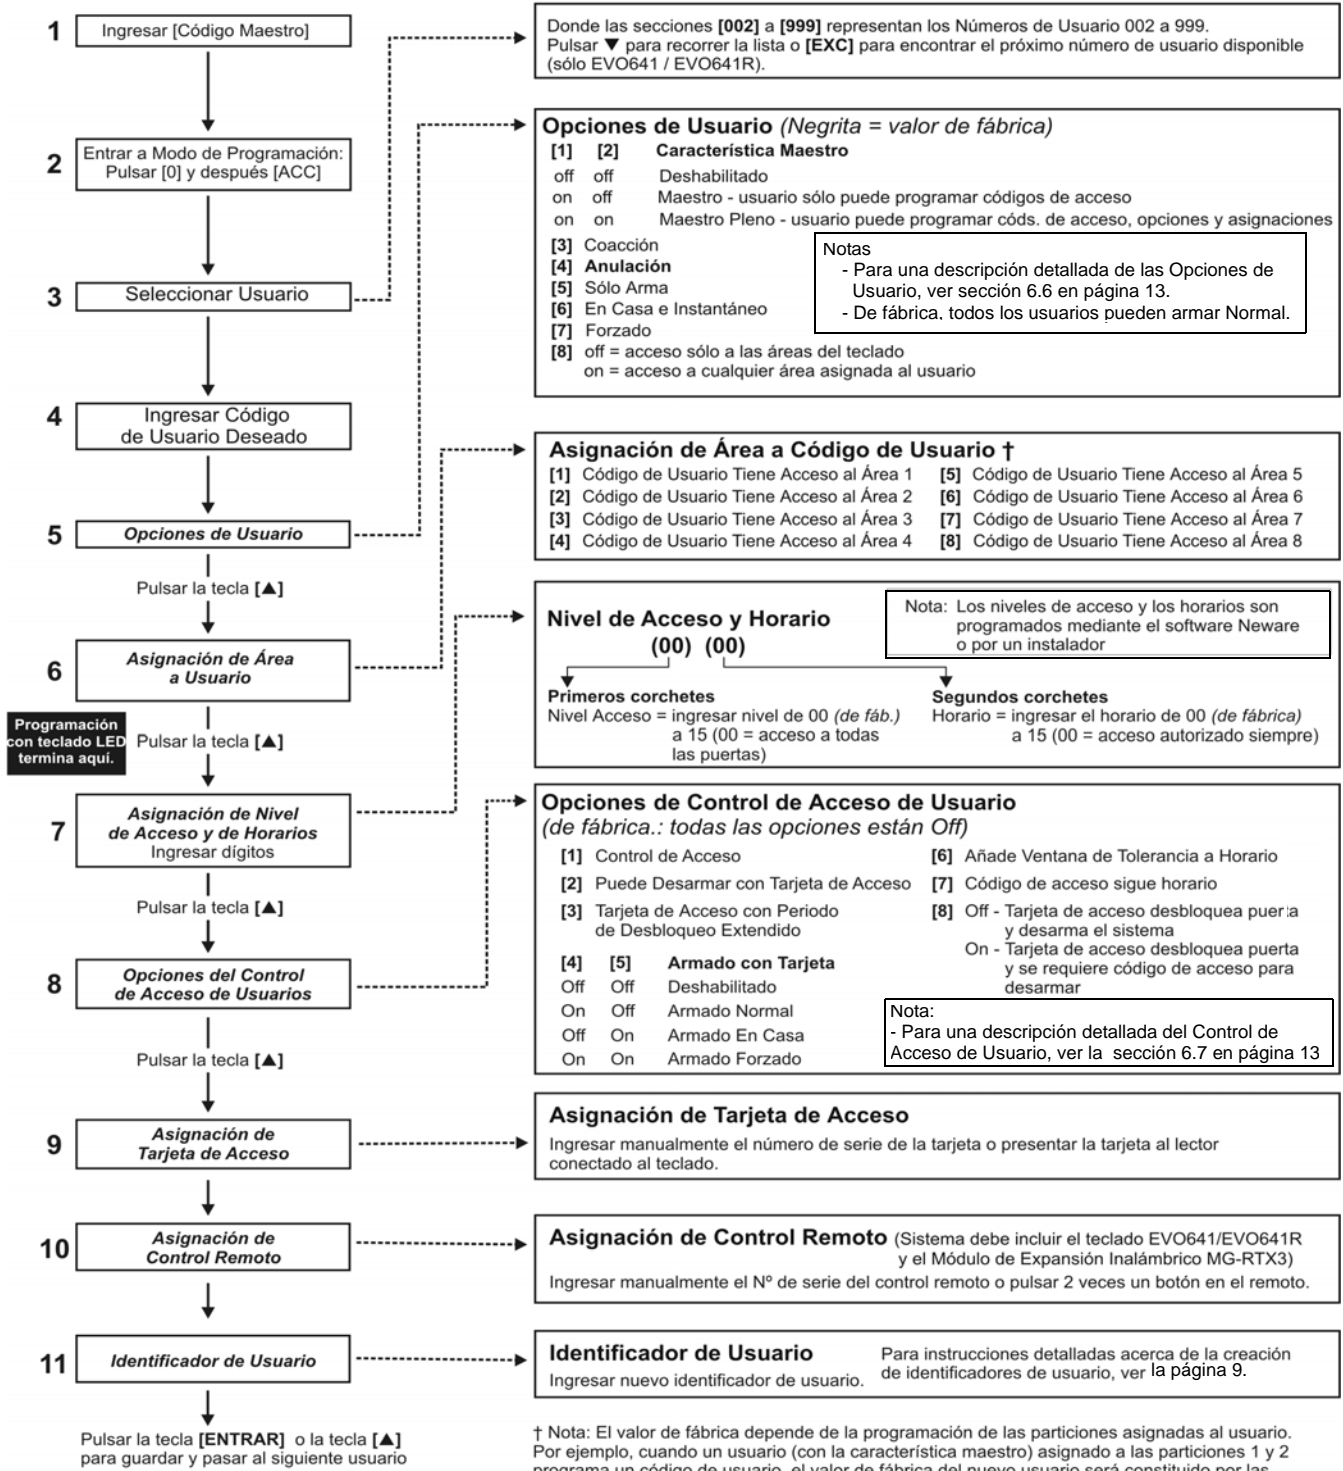 1
Ingresar [Código Maestro]
2
Entrar a Modo de Programación:
Pulsar [0] y después [ACC]
3
Seleccionar Usuario
4
Ingresar Código
de Usuario Deseado
5
Opciones de Usuario
Pulsar la tecla [▲]
6
Asignación de Área
a Usuario
Programación
con teclado LED
termina aquí.
Pulsar la tecla [▲]
7
Asignación de Nivel
de Acceso y de Horarios
Ingresar dígitos
Pulsar la tecla [▲]
8
Opciones del Control
de Acceso de Usuarios
Pulsar la tecla [▲]
9
Asignación de
Tarjeta de Acceso
10
Asignación de
Control Remoto
11
Identificador de Usuario
Pulsar la tecla [ENTRAR] o la tecla [▲]
para guardar y pasar al siguiente usuario
Donde las secciones [002] a [999] representan los Números de Usuario 002 a 999.
Pulsar ▼ para recorrer la lista o [EXC] para encontrar el próximo número de usuario disponible
(sólo EVO641 / EVO641R).
Opciones de Usuario (Negrita = valor de fábrica)
[1] [2] Característica Maestro
off off Deshabilitado
on off Maestro - usuario sólo puede programar códigos de acceso
on on Maestro Pleno - usuario puede programar códs. de acceso, opciones y asignaciones
[3] Coacción
[4] Anulación
[5] Sólo Arma
[6] En Casa e Instantáneo
[7] Forzado
[8] off = acceso sólo a las áreas del teclado
on = acceso a cualquier área asignada al usuario
Notas
- Para una descripción detallada de las Opciones de
Usuario, ver sección 6.6 en página 13.
- De fábrica, todos los usuarios pueden armar Normal.
Asignación de Área a Código de Usuario †
[1] Código de Usuario Tiene Acceso al Área 1 [5] Código de Usuario Tiene Acceso al Área 5
[2] Código de Usuario Tiene Acceso al Área 2 [6] Código de Usuario Tiene Acceso al Área 6
[3] Código de Usuario Tiene Acceso al Área 3 [7] Código de Usuario Tiene Acceso al Área 7
[4] Código de Usuario Tiene Acceso al Área 4 [8] Código de Usuario Tiene Acceso al Área 8
Nivel de Acceso y Horario
(00) (00)
Nota: Los niveles de acceso y los horarios son
programados mediante el software Neware
o por un instalador
Primeros corchetes
Nivel Acceso = ingresar nivel de 00 (de fáb.)
a 15 (00 = acceso a todas
las puertas)
Segundos corchetes
Horario = ingresar el horario de 00 (de fábrica)
a 15 (00 = acceso autorizado siempre)
Opciones de Control de Acceso de Usuario
(de fábrica.: todas las opciones están Off)
[1] Control de Acceso
[2] Puede Desarmar con Tarjeta de Acceso
[3] Tarjeta de Acceso con Periodo
de Desbloqueo Extendido
[4] [5] Armado con Tarjeta
Off Off Deshabilitado
On Off Armado Normal
Off On Armado En Casa
On On Armado Forzado
[6] Añade Ventana de Tolerancia a Horario
[7] Código de acceso sigue horario
[8] Off - Tarjeta de acceso desbloquea puerta
y desarma el sistema
On - Tarjeta de acceso desbloquea puerta
y se requiere código de acceso para
desarmar
Nota:
- Para una descripción detallada del Control de
Acceso de Usuario, ver la sección 6.7 en página 13
Asignación de Tarjeta de Acceso
Ingresar manualmente el número de serie de la tarjeta o presentar la tarjeta al lector
conectado al teclado.
Asignación de Control Remoto (Sistema debe incluir el teclado EVO641/EVO641R
y el Módulo de Expansión Inalámbrico MG-RTX3)
Ingresar manualmente el Nº de serie del control remoto o pulsar 2 veces un botón en el remoto.
Identificador de Usuario
Ingresar nuevo identificador de usuario.
Para instrucciones detalladas acerca de la creación
de identificadores de usuario, ver la página 9.
† Nota: El valor de fábrica depende de la programación de las particiones asignadas al usuario.
Por ejemplo, cuando un usuario (con la característica maestro) asignado a las particiones 1 y 2
programa un código de usuario, el valor de fábrica del nuevo usuario será constituido por las